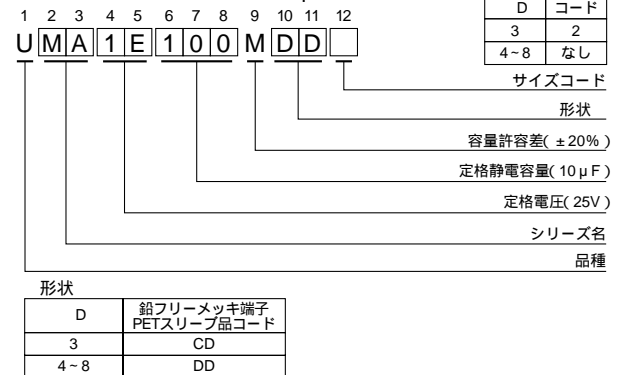 1 2 3 4 5 6 7 8 9 10 11 12
U M A 1 E 1 0 0 M D D
D コード
3 2
4~8 なし
サイズコード
形状
容量許容差(±20%)
定格静電容量(10μF)
定格電圧(25V)
シリーズ名
品種
形状
D 鉛フリーメッキ端子
PETスリーブ品コード
3 CD
4~8 DD